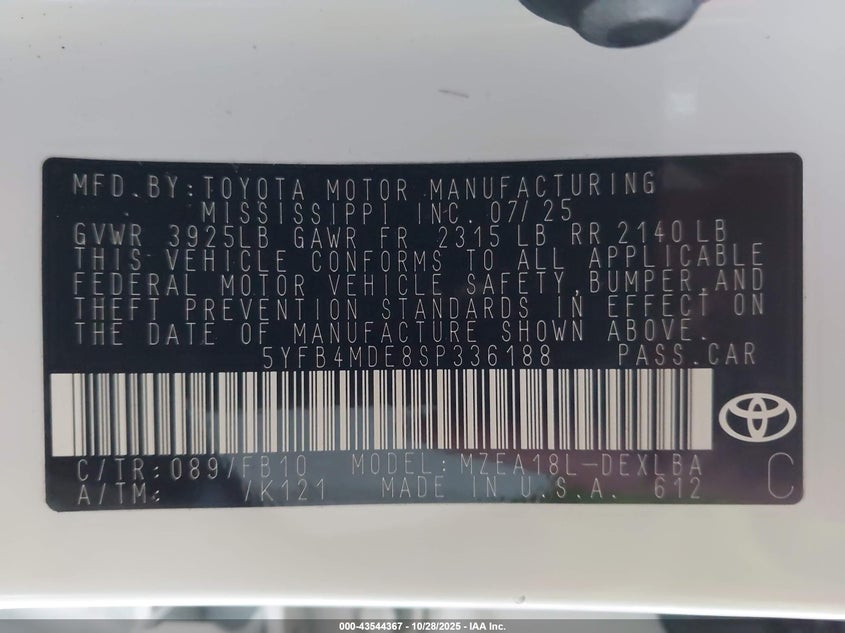 MFD.BY:TOYOTA MOTOR MANUFACTURING
MISSISSIPPI INC. 07/25
GVWR 3925LB GAWR FR 2315 LB RR 2140 LB
THIS VEHICLE CONFORMS TO ALL APPLICABLE
FEDERAL MOTOR VEHICLE SAFETY,BUMPER,AND
THEFT PREVENTION STANDARDS IN EFFECT ON
THE DATE OF MANUFACTURE SHOWN ABOVE.
5YFB4MDE8SP336188 PASS.CAR
C/TR:089/FB10 MODEL:MZEA18L-DEXLBA
A/TM: /K121 MADE IN U.S.A. 612 C
000-43544367 • 10/28/2025 - IAA Inc.